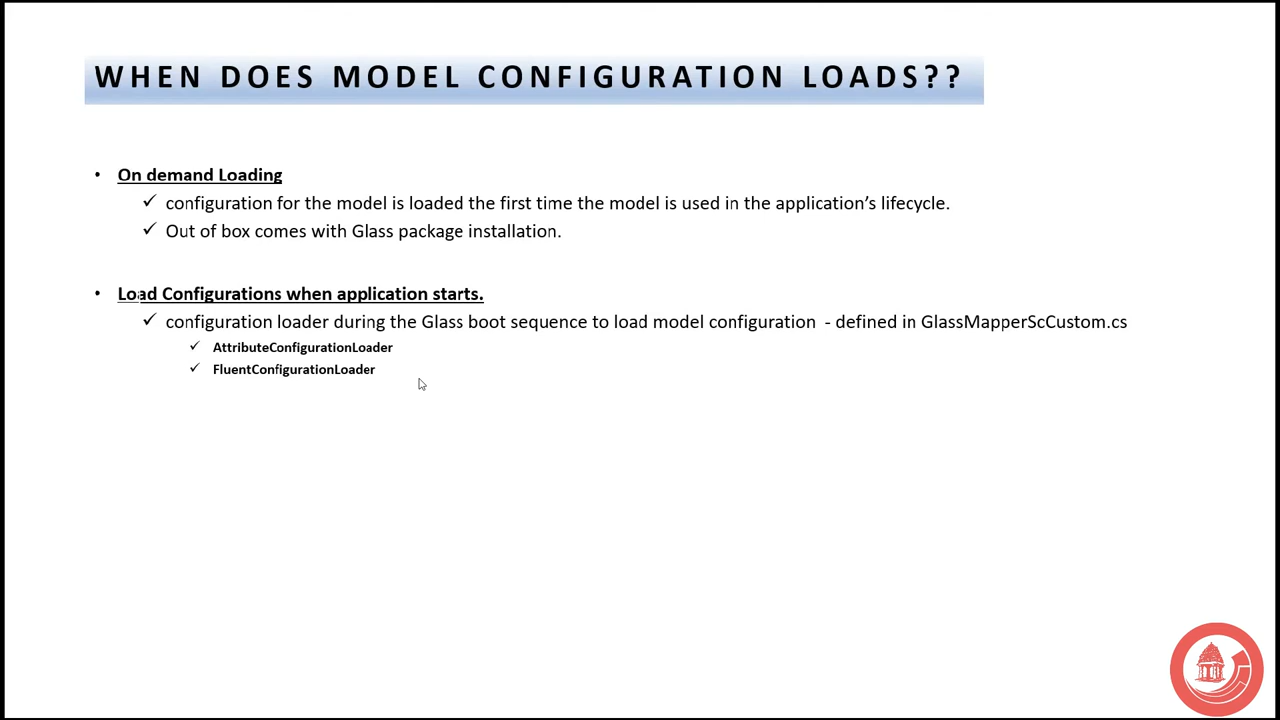 WHEN DOES MODEL CONFIGURATION LOADS??
• On demand Loading
✓ configuration for the model is loaded the first time the model is used in the application’s lifecycle.
✓ Out of box comes with Glass package installation.
• Load Configurations when application starts.
✓ configuration loader during the Glass boot sequence to load model configuration - defined in GlassMapperScCustom.cs
✓ AttributeConfigurationLoader
✓ FluentConfigurationLoader